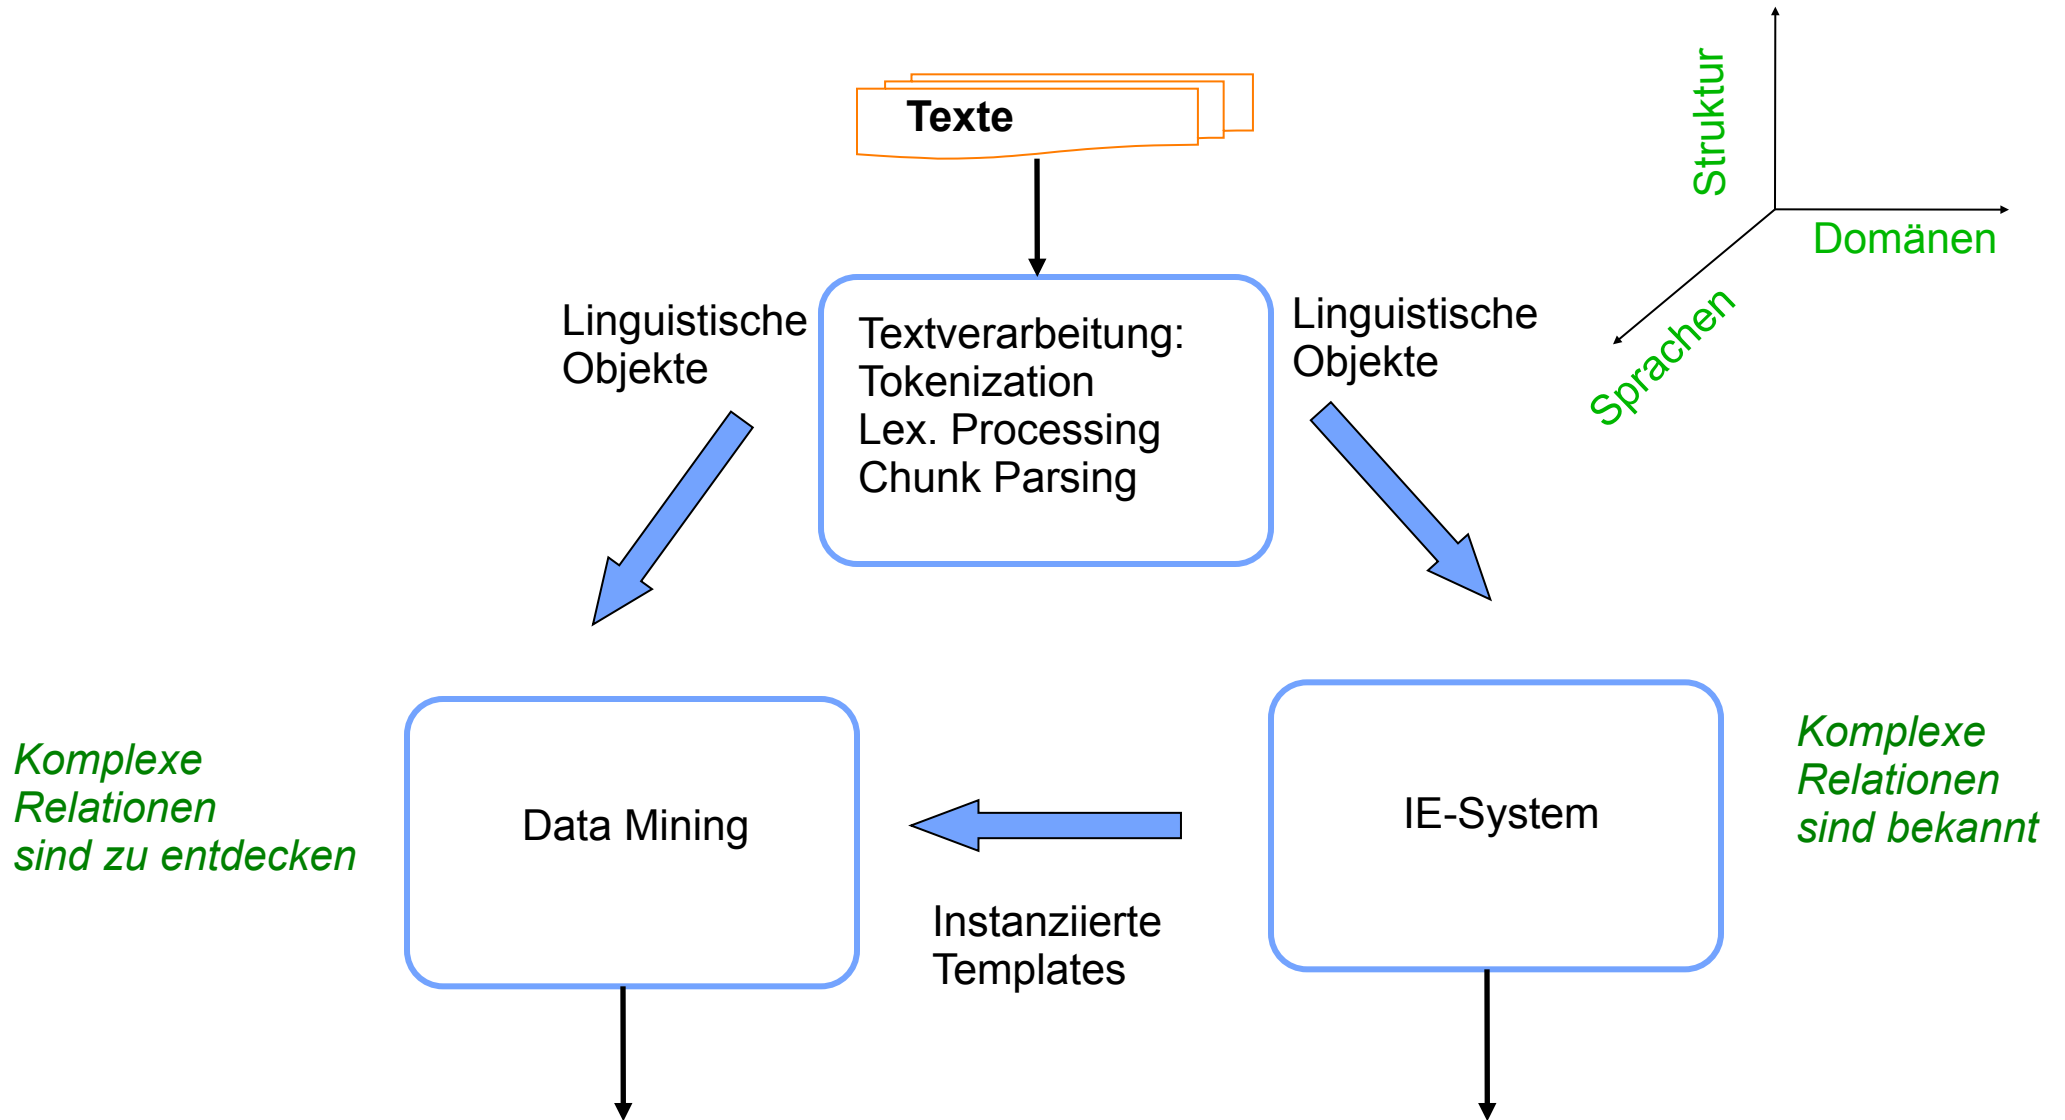 Texte
Struktur
Domänen
Sprachen
Linguistische
Objekte
Textverarbeitung:
Tokenization
Lex. Processing
Chunk Parsing
Linguistische
Objekte
Komplexe
Relationen
sind zu entdecken
Data Mining
Instanziierte
Templates
IE-System
Komplexe
Relationen
sind bekannt